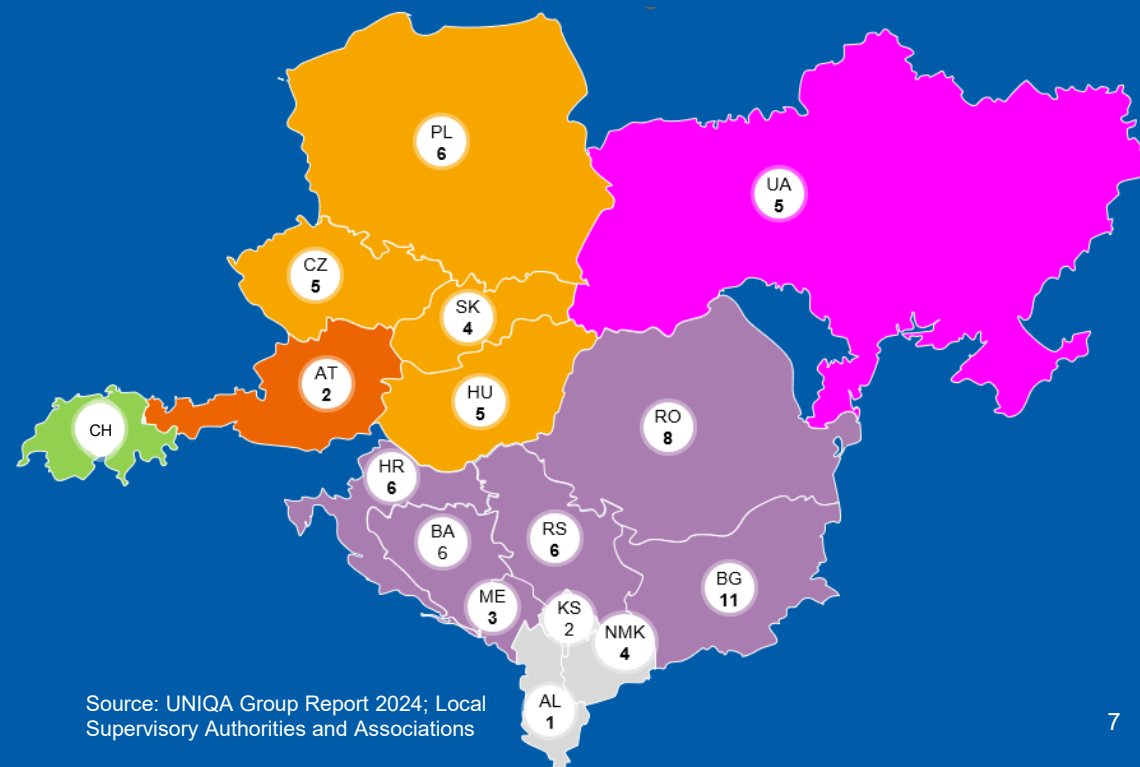 PL
6
UA
5
CZ
5
SK
4
AT
2
HU
5
CH
RO
8
HR
6
BA
6
RS
6
BG
11
ME
3
KS
2
NMK
4
AL
1
Source: UNIQA Group Report 2024; Local
Supervisory Authorities and Associations
7